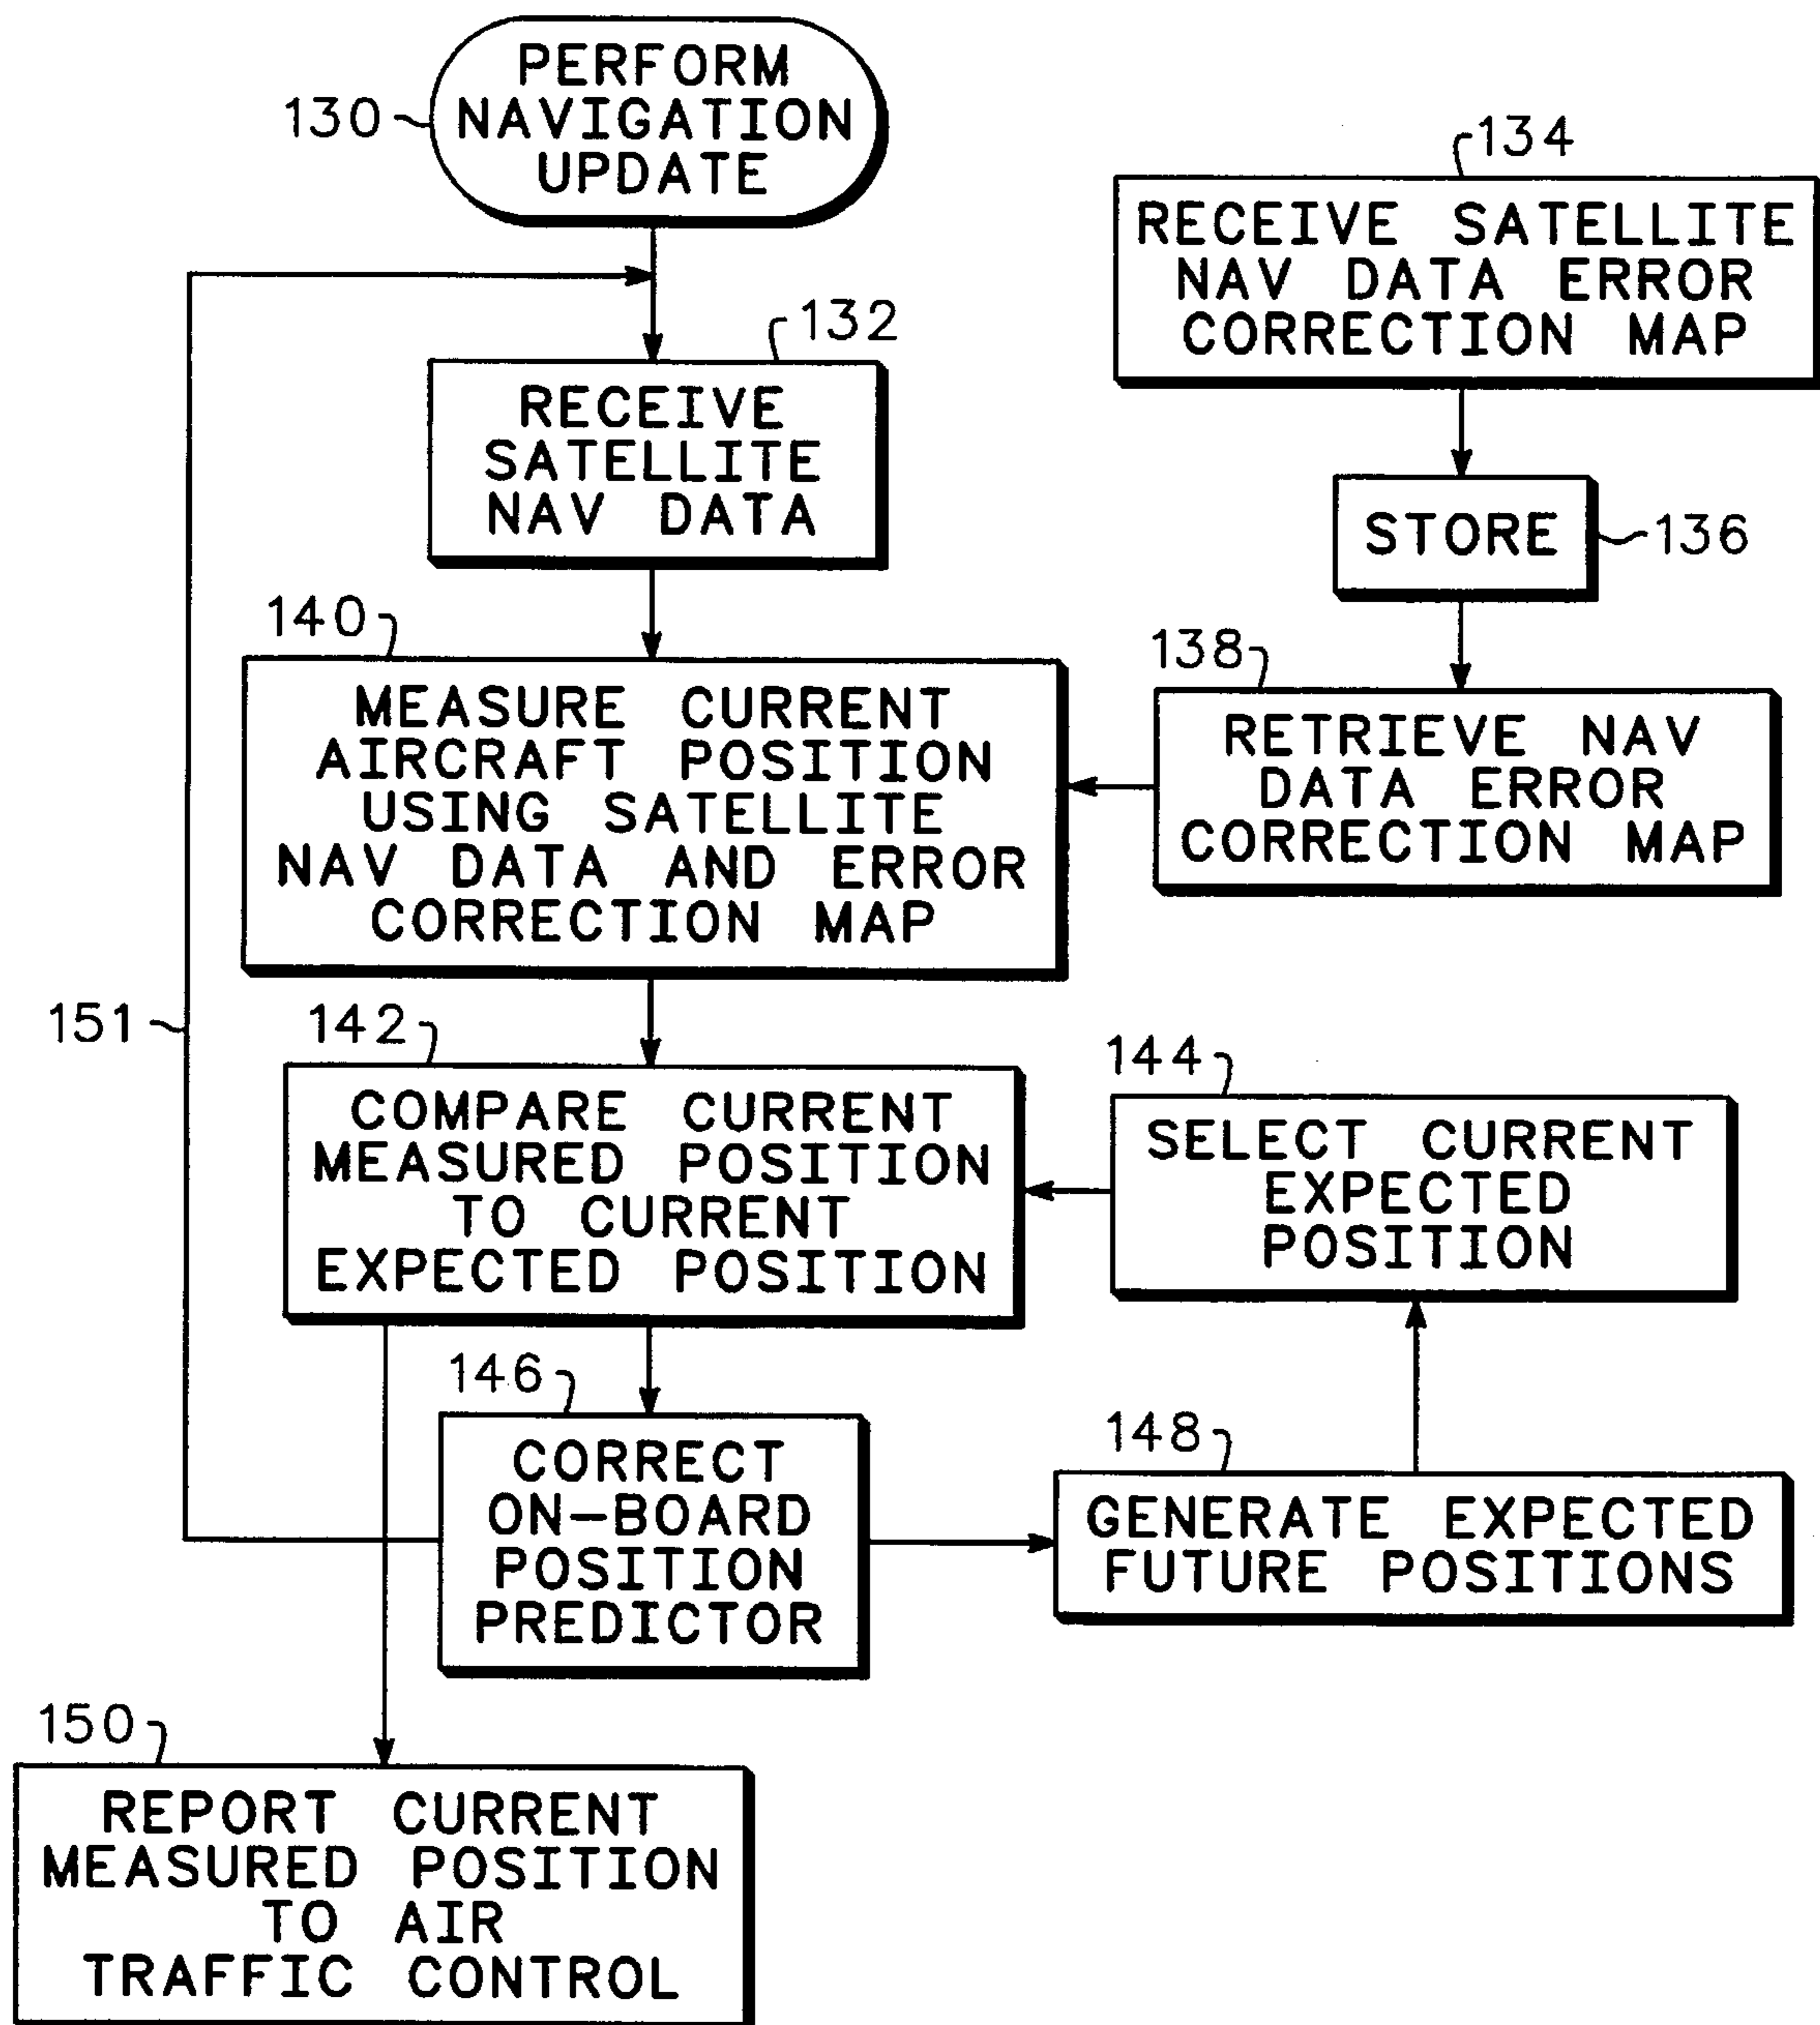 PERFORM
NAVIGATION
UPDATE
130
134
RECEIVE SATELLITE
NAV DATA ERROR
CORRECTION MAP
132
RECEIVE
SATELLITE
NAV DATA
STORE
136
140
MEASURE CURRENT
AIRCRAFT POSITION
USING SATELLITE
NAV DATA AND ERROR
CORRECTION MAP
138
RETRIEVE NAV
DATA ERROR
CORRECTION MAP
151
142
COMPARE CURRENT
MEASURED POSITION
TO CURRENT
EXPECTED POSITION
144
SELECT CURRENT
EXPECTED
POSITION
146
CORRECT
ON-BOARD
POSITION
PREDICTOR
148
GENERATE EXPECTED
FUTURE POSITIONS
150
REPORT CURRENT
MEASURED POSITION
TO AIR
TRAFFIC CONTROL